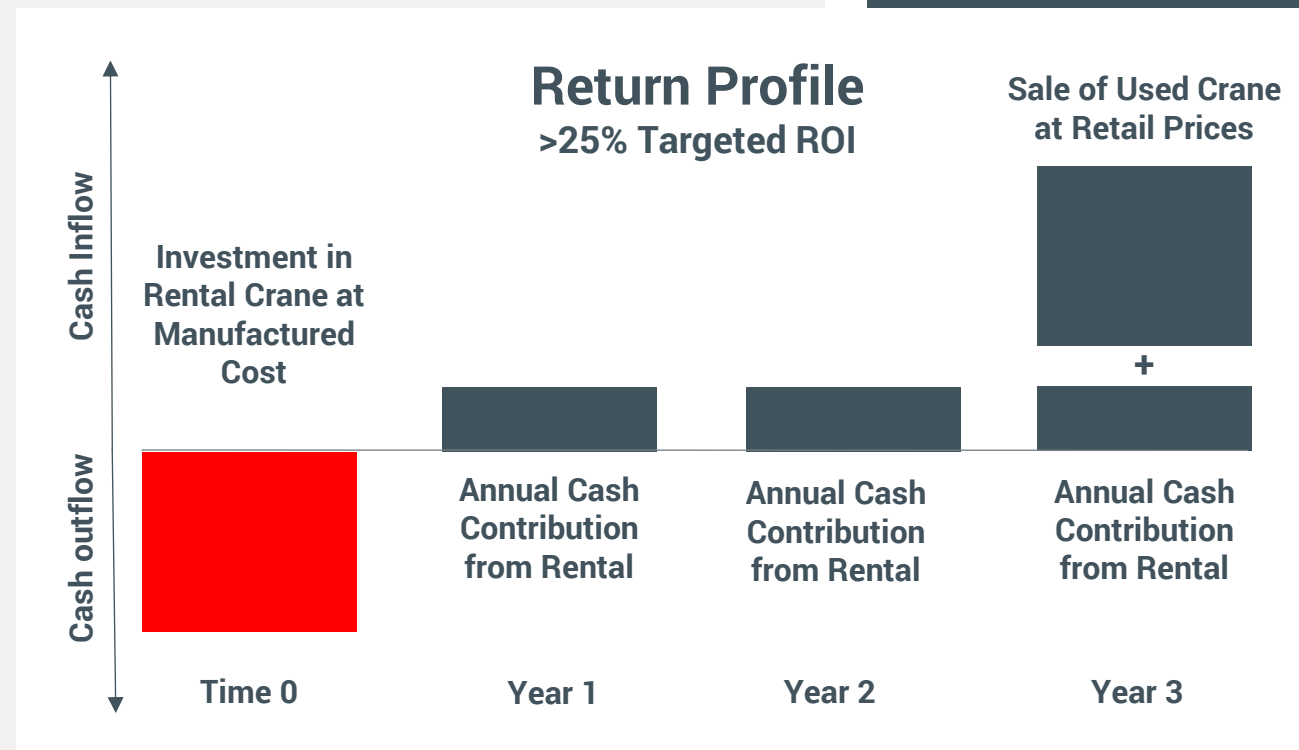 Return Profile
>25% Targeted ROI
Sale of Used Crane
at Retail Prices
Cash Inflow
Investment in
Rental Crane at
Manufactured
Cost
+
Cash outflow
Annual Cash
Contribution
from Rental
Annual Cash
Contribution
from Rental
Annual Cash
Contribution
from Rental
Time 0
Year 1
Year 2
Year 3